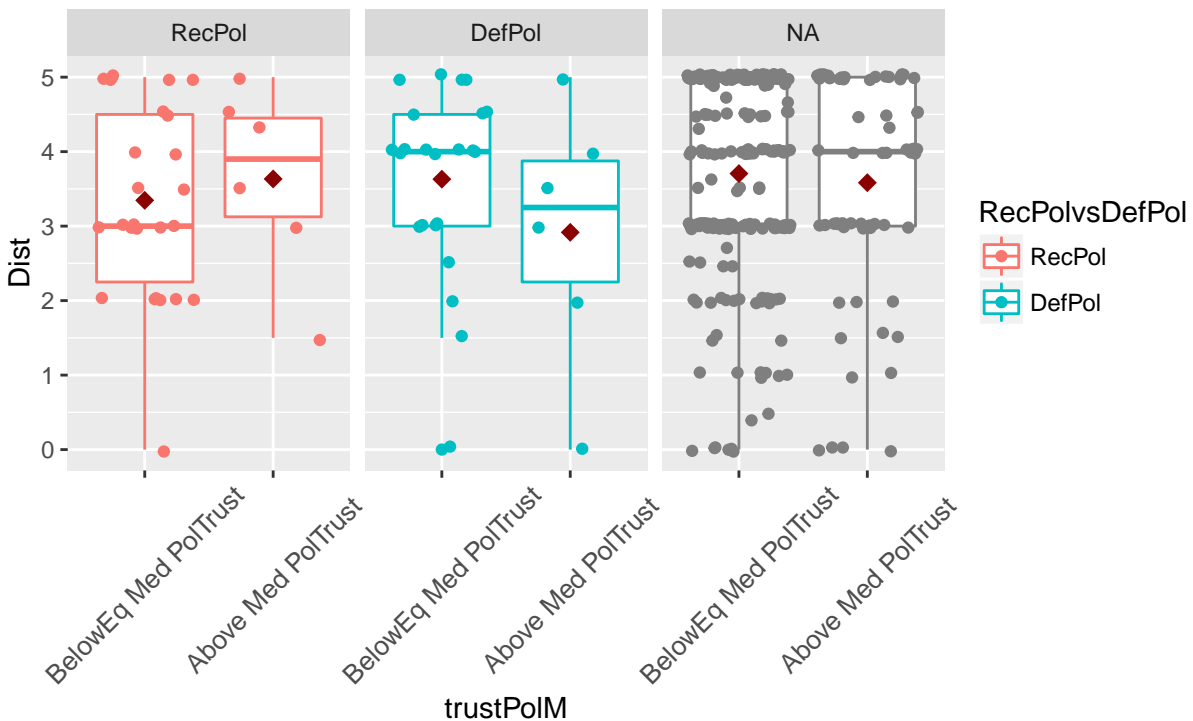 RecPol
DefPol
NA
5
4
3
2
1
0
Dist
BelowEq Med PolTrust
Above Med PolTrust
BelowEq Med PolTrust
Above Med PolTrust
BelowEq Med PolTrust
Above Med PolTrust
trustPolM
RecPolvsDefPol
RecPol
DefPol